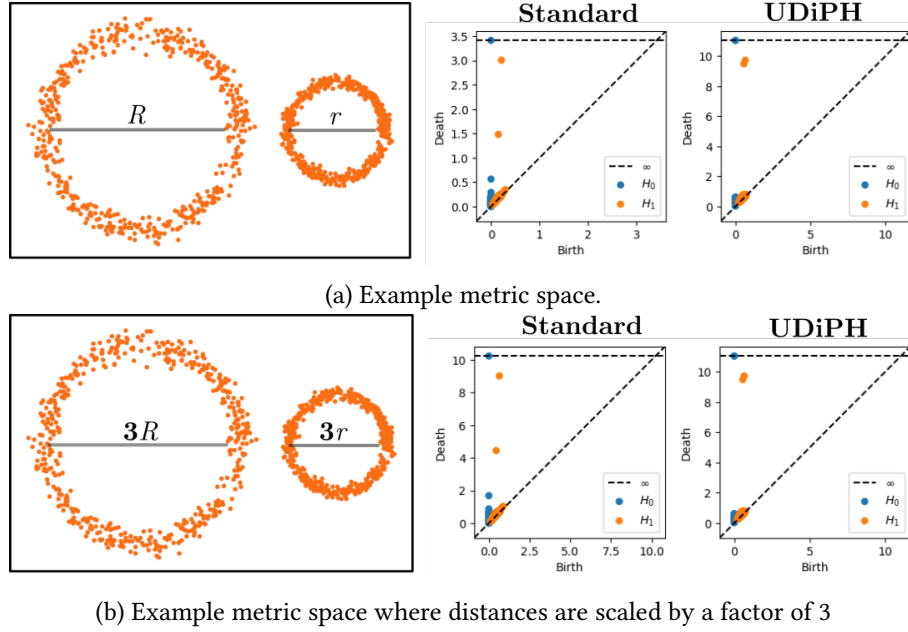 R
r
Standard
3.5
3.0
2.5
2.0
1.5
1.0
0.5
0.0
Death
0
1
2
3
Birth
∞
H₀
H₁
UDiPH
10
8
6
4
2
0
Death
0
5
10
Birth
∞
H₀
H₁
(a) Example metric space.
3R
3r
Standard
10
8
6
4
2
0
Death
0.0
2.5
5.0
7.5
10.0
Birth
∞
H₀
H₁
UDiPH
10
8
6
4
2
0
Death
0
5
10
Birth
∞
H₀
H₁
(b) Example metric space where distances are scaled by a factor of 3